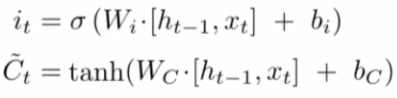 i_t = σ (W_i·[h_{t−1}, x_t] + b_i)
C̃_t = tanh(W_C·[h_{t−1}, x_t] + b_C)